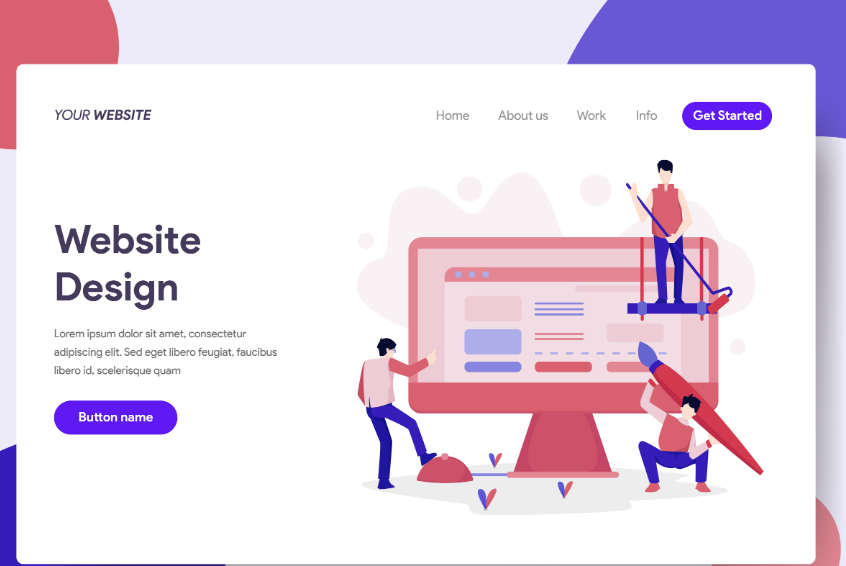 YOUR WEBSITE
Home About us Work Info Get Started
Website
Design
Lorem ipsum dolor sit amet, consectetur
adipiscing elit. Sed eget libero feugiat, faucibus
libero id, scelerisque quam
Button name